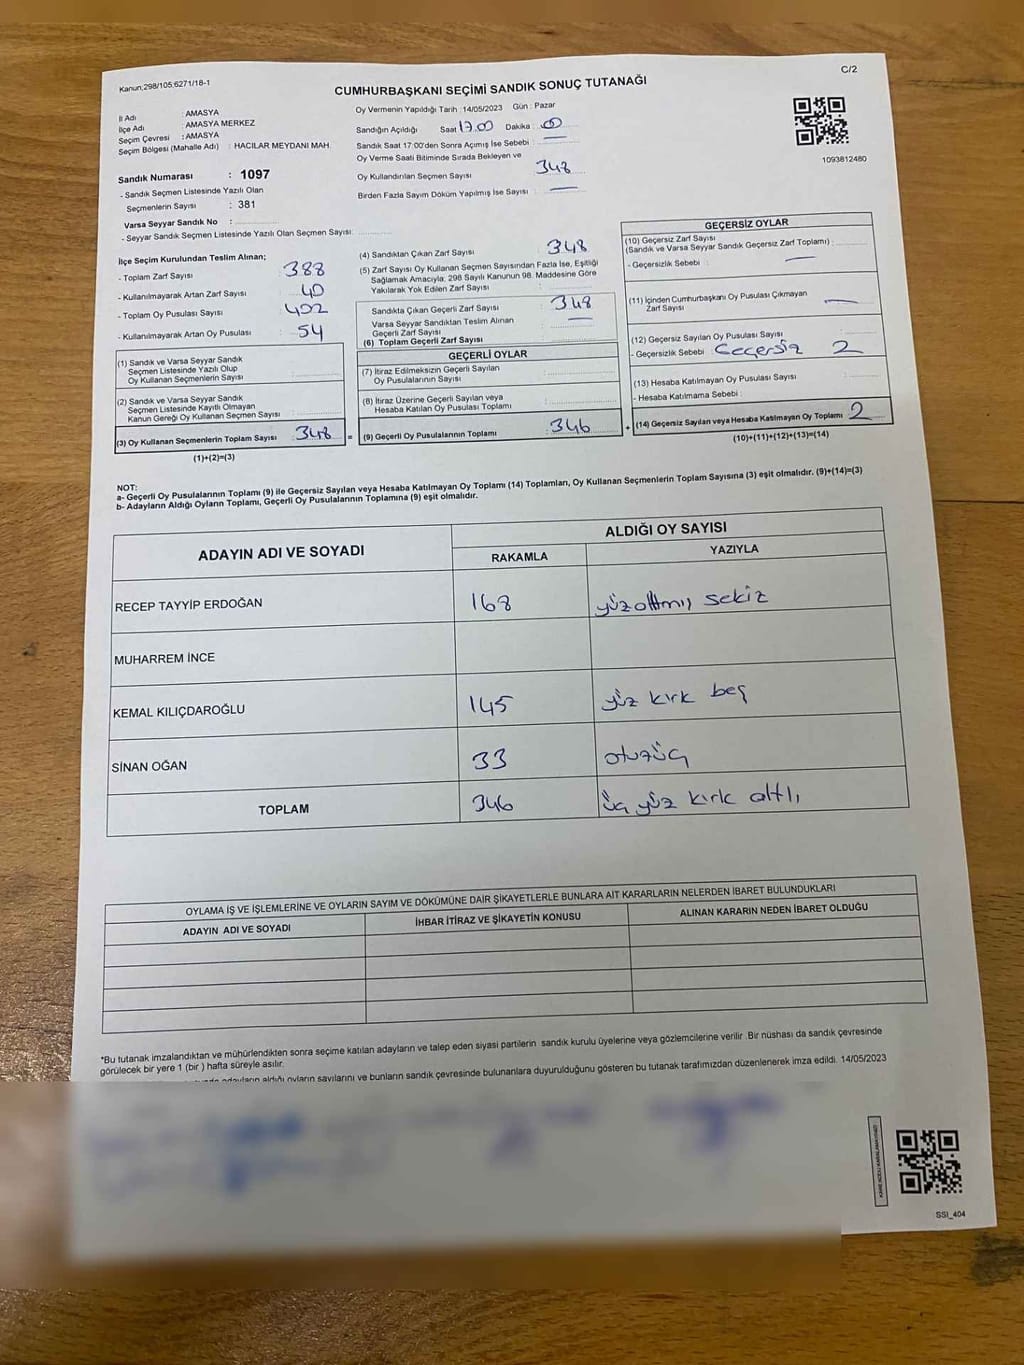 Kanun;298/105;6271/18-1
C/2
CUMHURBAŞKANI SEÇİMİ SANDIK SONUÇ TUTANAĞI
İl Adı : AMASYA
İlçe Adı : AMASYA MERKEZ
Seçim Çevresi : AMASYA
Seçim Bölgesi (Mahalle Adı) : HACILAR MEYDANI MAH.
Oy Vermenin Yapıldığı Tarih :14/05/2023 Gün : Pazar
Sandığın Açıldığı Saat 17.00 Dakika : 00
Sandık Saat 17:00'den Sonra Açımış İse Sebebi :
Oy Verme Saati Bitiminde Sırada Bekleyen ve
Oy Kullandırılan Seçmen Sayısı 348
Birden Fazla Sayım Döküm Yapılmış İse Sayısı : —
1093812480
Sandık Numarası : 1097
- Sandık Seçmen Listesinde Yazılı Olan
Seçmenlerin Sayısı : 381
Varsa Seyyar Sandık No :
- Seyyar Sandık Seçmen Listesinde Yazılı Olan Seçmen Sayısı:
İlçe Seçim Kurulundan Teslim Alınan;
- Toplam Zarf Sayısı : 388
- Kullanılmayarak Artan Zarf Sayısı : 40
- Toplam Oy Pusulası Sayısı : 402
- Kullanılmayarak Artan Oy Pusulası : 54
(1) Sandık ve Varsa Seyyar Sandık
Seçmen Listesinde Yazılı Olup
Oy Kullanan Seçmenlerin Sayısı :
(2) Sandık ve Varsa Seyyar Sandık
Seçmen Listesinde Kayıtlı Olmayan
Kanun Gereği Oy Kullanan Seçmen Sayısı :
(3) Oy Kullanan Seçmenlerin Toplam Sayısı : 348 =
(1)+(2)=(3)
(4) Sandıktan Çıkan Zarf Sayısı : 348
(5) Zarf Sayısı Oy Kullanan Seçmen Sayısından Fazla İse, Eşitliği
Sağlamak Amacıyla; 298 Sayılı Kanunun 98. Maddesine Göre
Yakılarak Yok Edilen Zarf Sayısı :
Sandıkta Çıkan Geçerli Zarf Sayısı : 348
Varsa Seyyar Sandıktan Teslim Alınan
Geçerli Zarf Sayısı : —
(6) Toplam Geçerli Zarf Sayısı :
GEÇERLİ OYLAR
(7) İtiraz Edilmeksizin Geçerli Sayılan
Oy Pusulalarının Sayısı :
(8) İtiraz Üzerine Geçerli Sayılan veya
Hesaba Katılan Oy Pusulası Toplamı :
(9) Geçerli Oy Pusulalarının Toplamı : 346 +
GEÇERSİZ OYLAR
(10) Geçersiz Zarf Sayısı
(Sandık ve Varsa Seyyar Sandık Geçersiz Zarf Toplamı) :
- Geçersizlik Sebebi : —
(11) İçinden Cumhurbaşkanı Oy Pusulası Çıkmayan
Zarf Sayısı : —
(12) Geçersiz Sayılan Oy Pusulası Sayısı :
- Geçersizlik Sebebi : Geçersiz 2
(13) Hesaba Katılmayan Oy Pusulası Sayısı :
- Hesaba Katılmama Sebebi :
(14) Geçersiz Sayılan veya Hesaba Katılmayan Oy Toplamı : 2
(10)+(11)+(12)+(13)=(14)
NOT:
a- Geçerli Oy Pusulalarının Toplamı (9) ile Geçersiz Sayılan veya Hesaba Katılmayan Oy Toplamı (14) Toplamları, Oy Kullanan Seçmenlerin Toplam Sayısına (3) eşit olmalıdır. (9)+(14)=(3)
b- Adayların Aldığı Oyların Toplamı, Geçerli Oy Pusulalarının Toplamına (9) eşit olmalıdır.
ADAYIN ADI VE SOYADI
ALDIĞI OY SAYISI
RAKAMLA YAZIYLA
RECEP TAYYİP ERDOĞAN 168 yüzaltmış sekiz
MUHARREM İNCE
KEMAL KILIÇDAROĞLU 145 yüz kırk beş
SİNAN OĞAN 33 otuzüç
TOPLAM 346 üç yüz kırk altı
OYLAMA İŞ VE İŞLEMLERİNE VE OYLARIN SAYIM VE DÖKÜMÜNE DAİR ŞİKAYETLERLE BUNLARA AİT KARARLARIN NELERDEN İBARET BULUNDUKLARI
ADAYIN ADI VE SOYADI İHBAR İTİRAZ VE ŞİKAYETİN KONUSU ALINAN KARARIN NEDEN İBARET OLDUĞU
*Bu tutanak imzalandıktan ve mühürlendikten sonra seçime katılan adayların ve talep eden siyasi partilerin sandık kurulu üyelerine veya gözlemcilerine verilir .Bir nüshası da sandık çevresinde
görülecek bir yere 1 (bir ) hafta süreyle asılır.
adayların aldığı oyların sayılarını ve bunların sandık çevresinde bulunanlara duyurulduğunu gösteren bu tutanak tarafımızdan düzenlenerek imza edildi. 14/05/2023
SSI_404